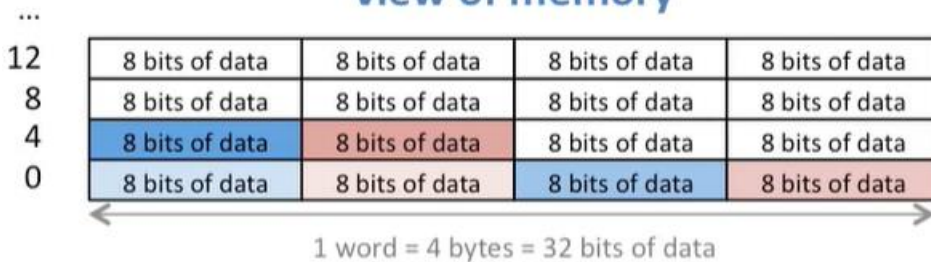 view of memory
...
12 8 bits of data 8 bits of data 8 bits of data 8 bits of data
8 8 bits of data 8 bits of data 8 bits of data 8 bits of data
4 8 bits of data 8 bits of data 8 bits of data 8 bits of data
0 8 bits of data 8 bits of data 8 bits of data 8 bits of data
1 word = 4 bytes = 32 bits of data